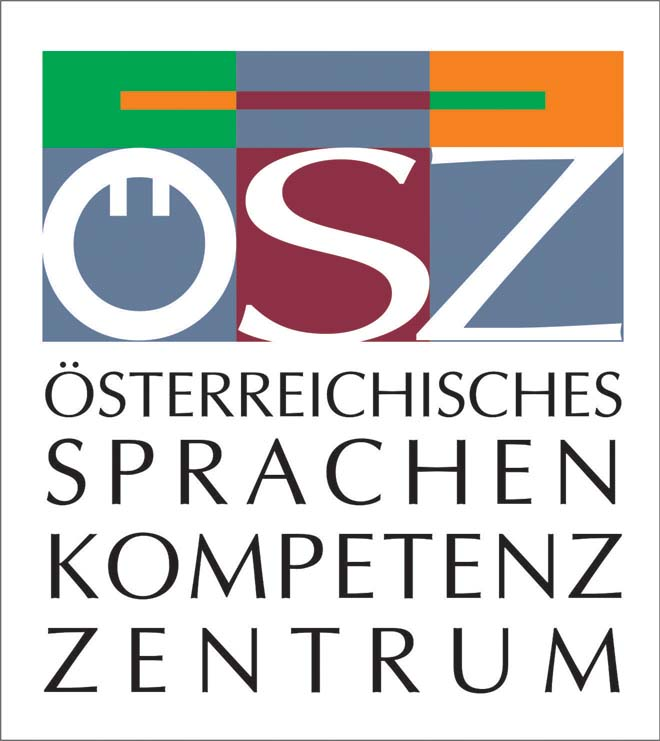 ÖSZ
ÖSTERREICHISCHES
SPRACHEN
KOMPETENZ
ZENTRUM